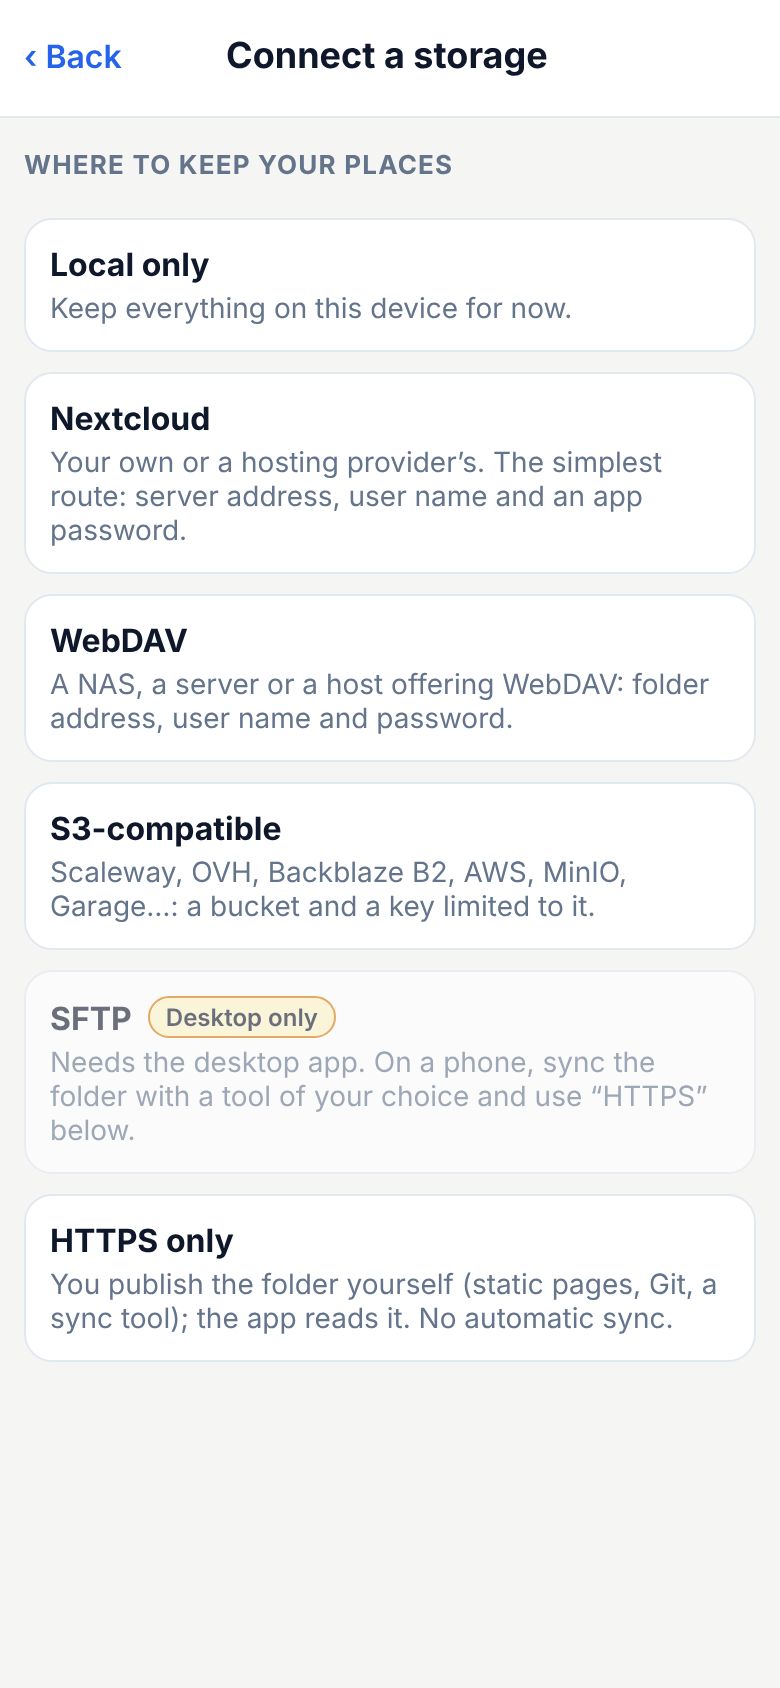 ‹ Back
Connect a storage
WHERE TO KEEP YOUR PLACES
Local only
Keep everything on this device for now.
Nextcloud
Your own or a hosting provider’s. The simplest
route: server address, user name and an app
password.
WebDAV
A NAS, a server or a host offering WebDAV: folder
address, user name and password.
S3-compatible
Scaleway, OVH, Backblaze B2, AWS, MinIO,
Garage…: a bucket and a key limited to it.
SFTP Desktop only
Needs the desktop app. On a phone, sync the
folder with a tool of your choice and use “HTTPS”
below.
HTTPS only
You publish the folder yourself (static pages, Git, a
sync tool); the app reads it. No automatic sync.